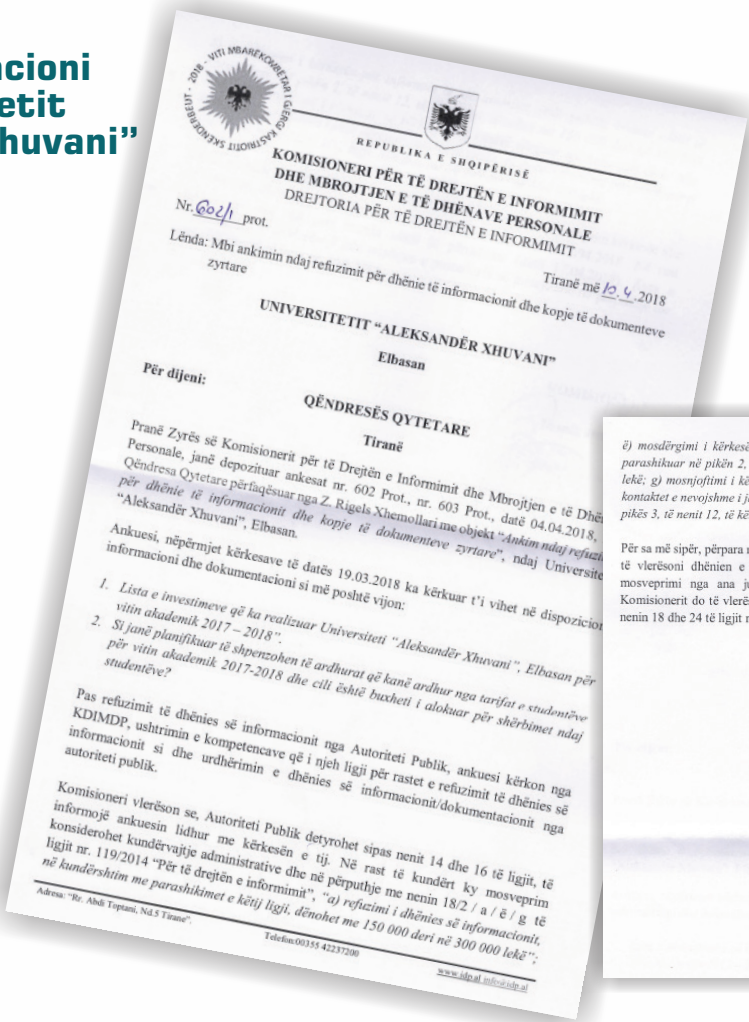 acioni
etit
huvani”
2018 - VITI MBARËKOMBËTAR I GJERGJ KASTRIOTIT SKËNDERBEUT -
REPUBLIKA E SHQIPËRISË
KOMISIONERI PËR TË DREJTËN E INFORMIMIT
DHE MBROJTJEN E TË DHËNAVE PERSONALE
DREJTORIA PËR TË DREJTËN E INFORMIMIT
Nr. 602/1 prot.
Tiranë më 10.4.2018
Lënda: Mbi ankimin ndaj refuzimit për dhënie të informacionit dhe kopje të dokumenteve
zyrtare
UNIVERSITETIT “ALEKSANDËR XHUVANI”
Elbasan
Për dijeni:
QËNDRESËS QYTETARE
Tiranë
Pranë Zyrës së Komisionerit për të Drejtën e Informimit dhe Mbrojtjen e të Dhën
Personale, janë depozituar ankesat nr. 602 Prot., nr. 603 Prot., datë 04.04.2018,
Qëndresa Qytetare përfaqësuar nga Z. Rigels Xhemollari me objekt “Ankim ndaj refuzi
për dhënie të informacionit dhe kopje të dokumenteve zyrtare”, ndaj Universite
“Aleksandër Xhuvani”, Elbasan.
Ankuesi, nëpërmjet kërkesave të datës 19.03.2018 ka kërkuar t’i vihet në dispozicion
informacioni dhe dokumentacioni si më poshtë vijon:
1. Lista e investimeve që ka realizuar Universiteti “Aleksandër Xhuvani”, Elbasan për
vitin akademik 2017 – 2018”.
2. Si janë planifikuar të shpenzohen të ardhurat që kanë ardhur nga tarifat e studentëve
për vitin akademik 2017-2018 dhe cili është buxheti i alokuar për shërbimet ndaj
studentëve?
Pas refuzimit të dhënies së informacionit nga Autoriteti Publik, ankuesi kërkon nga
KDIMDP, ushtrimin e kompetencave që i njeh ligji për rastet e refuzimit të dhënies së
informacionit si dhe urdhërimin e dhënies së informacionit/dokumentacionit nga
autoriteti publik.
Komisioneri vlerëson se, Autoriteti Publik detyrohet sipas nenit 14 dhe 16 të ligjit, të
informojë ankuesin lidhur me kërkesën e tij. Në rast të kundërt ky mosveprim
konsiderohet kundërvajtje administrative dhe në përputhje me nenin 18/2 / a / ë / g të
ligjit nr. 119/2014 “Për të drejtën e informimit”, “a) refuzimi i dhënies së informacionit,
në kundërshtim me parashikimet e këtij ligji, dënohet me 150 000 deri në 300 000 lekë”;
Adresa: “Rr. Abdi Toptani, Nd.5 Tirane”.
Telefon:00355 42237200
www.idp.al info@idp.al
ë) mosdërgimi i kërkesë
parashikuar në pikën 2,
lekë; g) mosnjoftimi i kë
kontaktet e nevojshme i j
pikës 3, të nenit 12, të kë
Për sa më sipër, përpara
të vlerësoni dhënien e
mosveprimi nga ana ju
Komisionerit do të vlerë
nenin 18 dhe 24 të ligjit